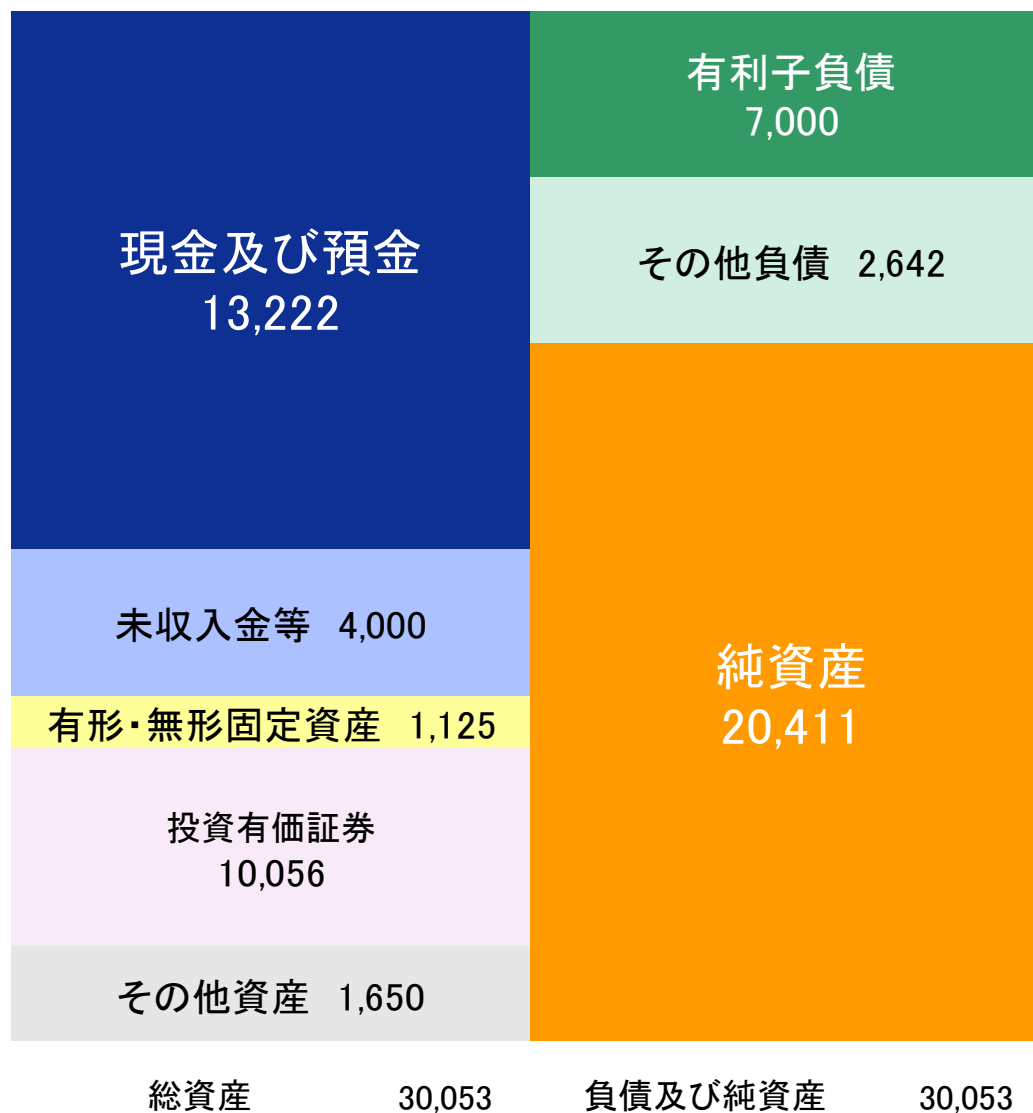 現金及び預金
13,222
未収入金等 4,000
有形・無形固定資産 1,125
投資有価証券
10,056
その他資産 1,650
有利子負債
7,000
その他負債 2,642
純資産
20,411
総資産 30,053
負債及び純資産 30,053